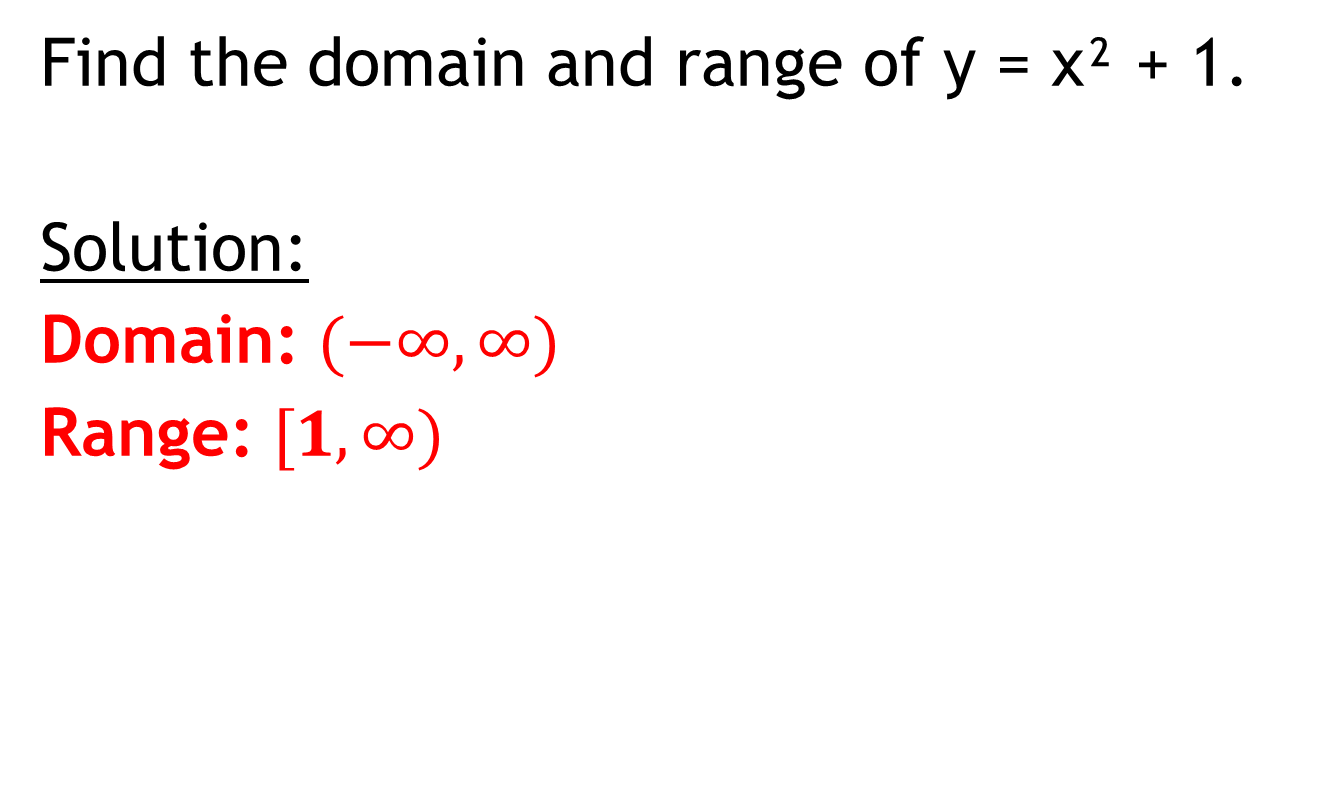 Find the domain and range of y = x² + 1.
Solution:
Domain: (−∞, ∞)
Range: [1, ∞)